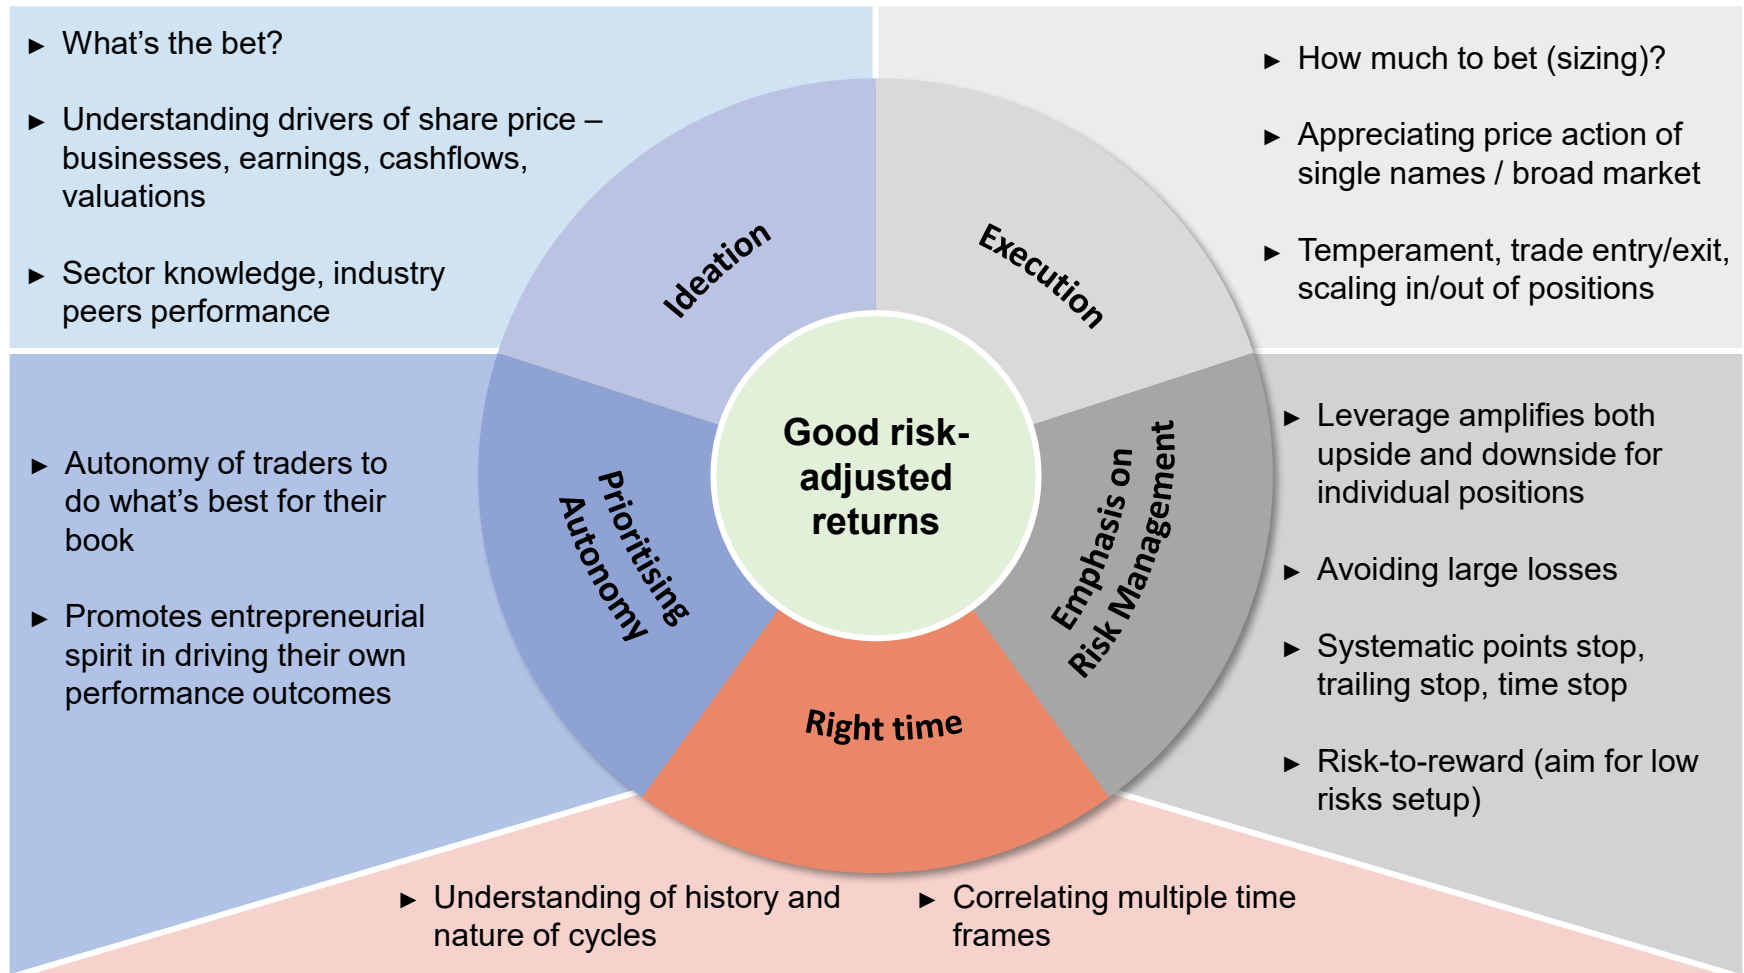 ► What’s the bet?
► Understanding drivers of share price –
businesses, earnings, cashflows,
valuations
► Sector knowledge, industry
peers performance
► How much to bet (sizing)?
► Appreciating price action of
single names / broad market
► Temperament, trade entry/exit,
scaling in/out of positions
Ideation
Execution
Good risk-
adjusted
returns
Prioritising
Autonomy
Emphasis on
Risk Management
Right time
► Autonomy of traders to
do what’s best for their
book
► Promotes entrepreneurial
spirit in driving their own
performance outcomes
► Leverage amplifies both
upside and downside for
individual positions
► Avoiding large losses
► Systematic points stop,
trailing stop, time stop
► Risk-to-reward (aim for low
risks setup)
► Understanding of history and
nature of cycles
► Correlating multiple time
frames